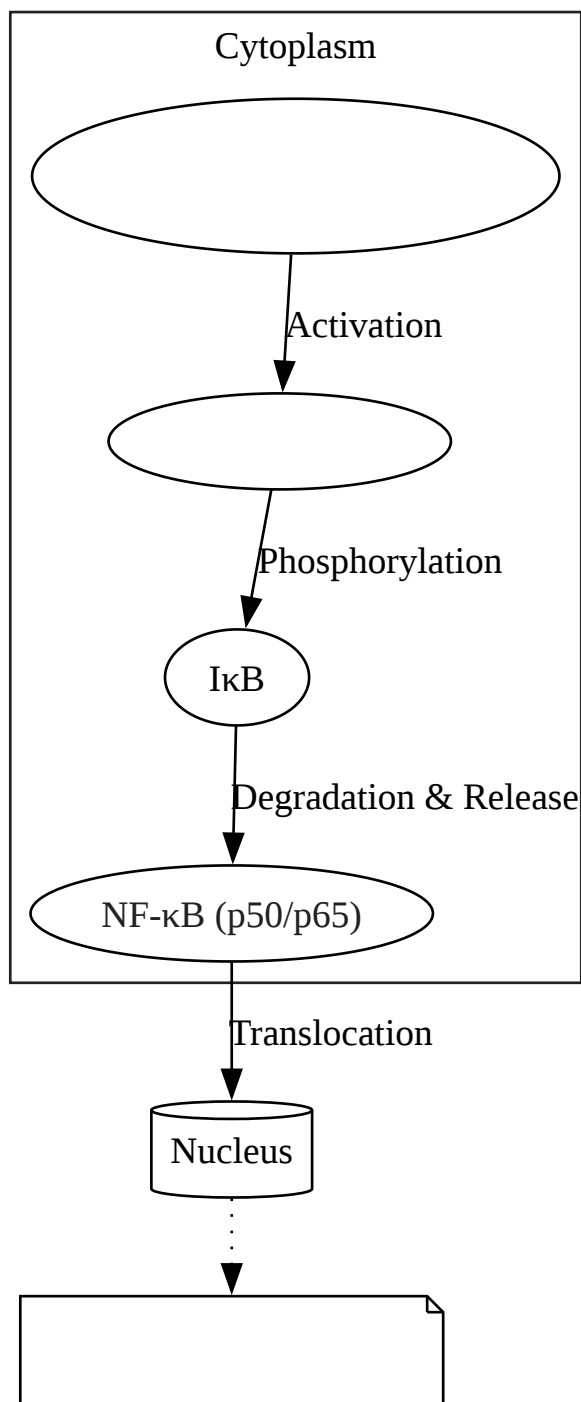 Cytoplasm
Activation
Phosphorylation
IκB
Degradation & Release
NF-κB (p50/p65)
Translocation
Nucleus